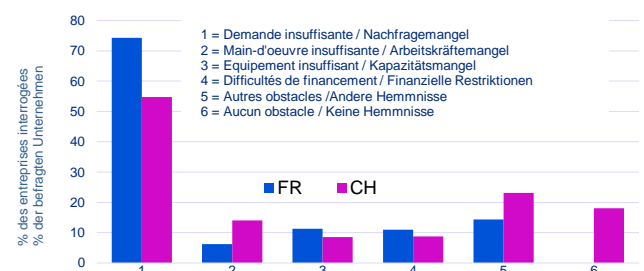 80
70
60
50
40
30
20
10
0
% des entreprises interrogées
% der befragten Unternehmen
1 = Demande insuffisante / Nachfragemangel
2 = Main-d'oeuvre insuffisante / Arbeitskräftemangel
3 = Equipement insuffisant / Kapazitätsmangel
4 = Difficultés de financement / Finanzielle Restriktionen
5 = Autres obstacles /Andere Hemmnisse
6 = Aucun obstacle / Keine Hemmnisse
FR CH
1 2 3 4 5 6